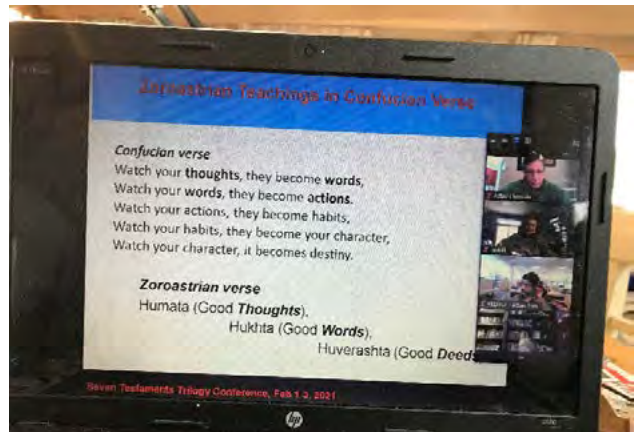 Zoroastrian Teachings in Confucian Verse
Confucian verse
Watch your thoughts, they become words,
Watch your words, they become actions.
Watch your actions, they become habits,
Watch your habits, they become your character,
Watch your character, it becomes destiny.
Zoroastrian verse
Humata (Good Thoughts),
Hukhta (Good Words),
Huverashta (Good Deeds
Seven Testaments Trilogy Conference, Feb 1-3, 2021
hp